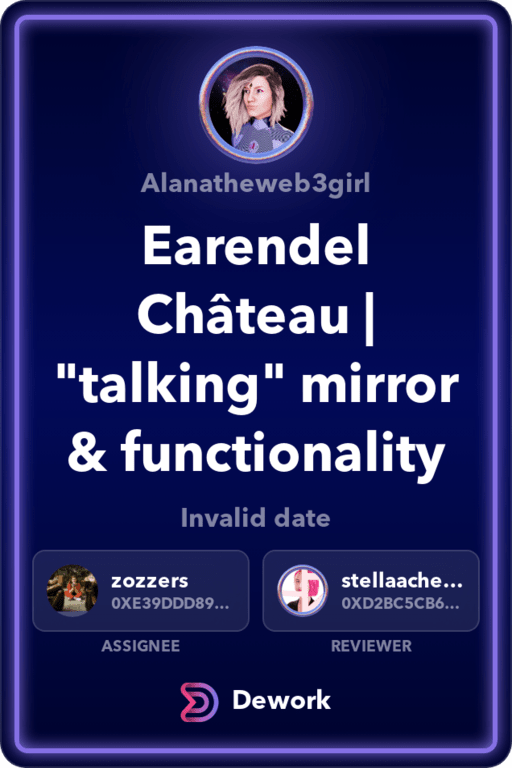 Alanatheweb3girl
Earendel
Château |
"talking" mirror
& functionality
Invalid date
zozzers
0XE39DDD89...
ASSIGNEE
stellaache...
0XD2BC5CB6...
REVIEWER
Dework